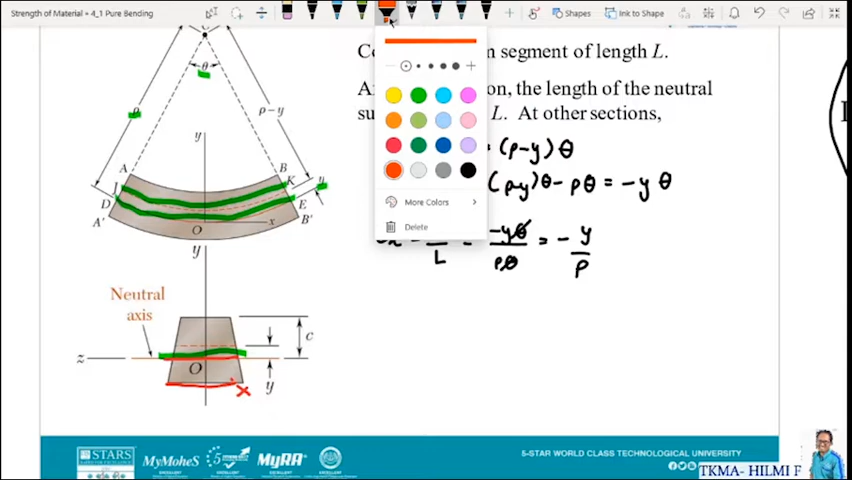 Strength of Material » 4_1 Pure Bending
Shapes
Ink to Shape
segment of length L.
on, the length of the neutral
L. At other sections,
= (ρ-y) θ
(ρ-y)θ - ρθ = -y θ
L = -yθ/ρθ = - y/ρ
More Colors
Delete
θ
ρ
ρ−y
y
A
B
J
K
y
D
E
A'
O
x
B'
y
Neutral
axis
c
z
O
y
x
STARS
MyMoheS
5
MyRA
5-STAR WORLD CLASS TECHNOLOGICAL UNIVERSITY
TKMA- HILMI F